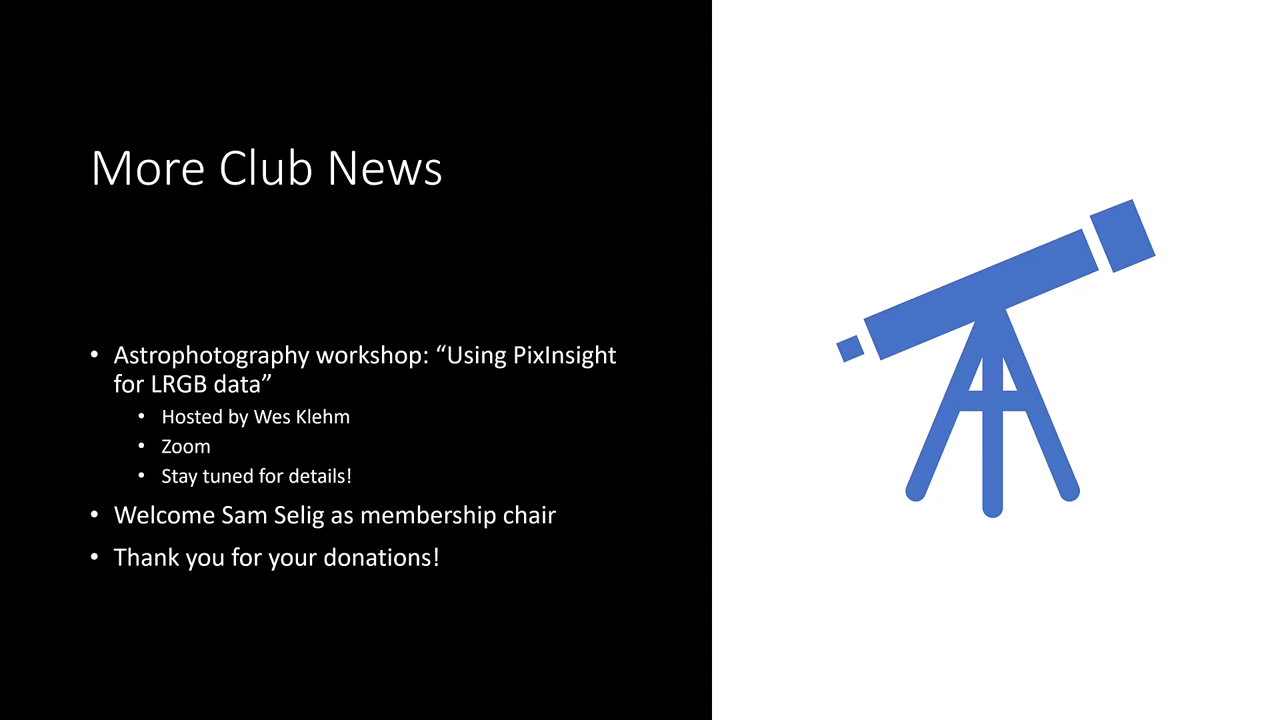 More Club News
• Astrophotography workshop: “Using PixInsight
for LRGB data”
• Hosted by Wes Klehm
• Zoom
• Stay tuned for details!
• Welcome Sam Selig as membership chair
• Thank you for your donations!